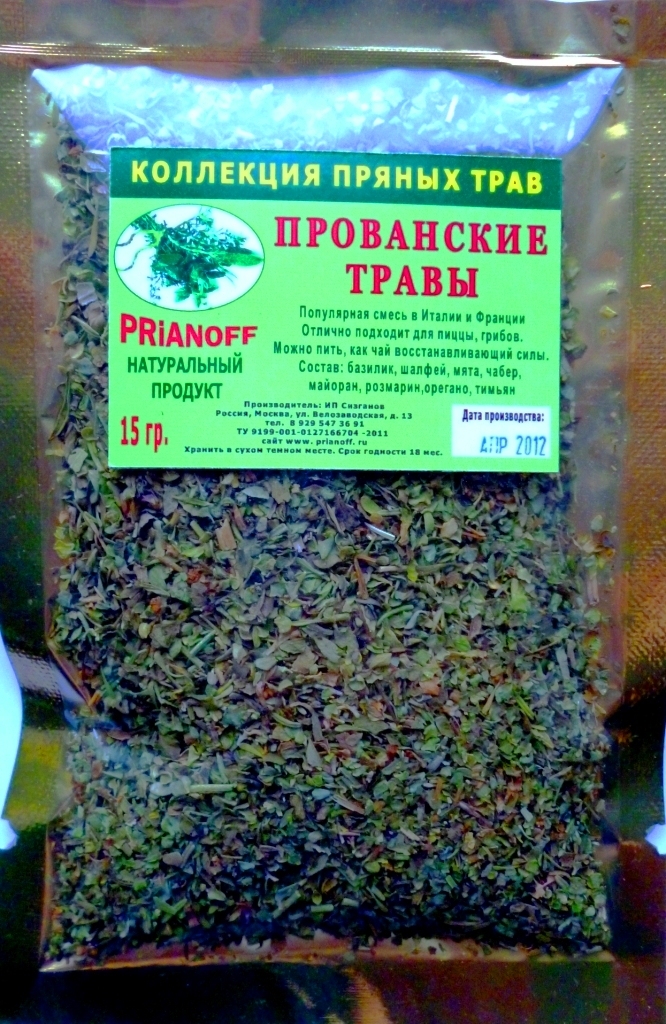 КОЛЛЕКЦИЯ ПРЯНЫХ ТРАВ
ПРОВАНСКИЕ
ТРАВЫ
PRiANOFF
НАТУРАЛЬНЫЙ
ПРОДУКТ
15 гр.
Популярная смесь в Италии и Франции
Отлично подходит для пиццы, грибов.
Можно пить, как чай восстанавливающий силы.
Состав: базилик, шалфей, мята, чабер,
майоран, розмарин,орегано, тимьян
Производитель: ИП Сизганов
Россия, Москва, ул. Велозаводская, д. 13
тел. 8 929 547 36 91
ТУ 9199-001-0127166704 -2011
сайт www. prianoff. ru
Хранить в сухом темном месте. Срок годности 18 мес.
Дата производства:
АПР 2012